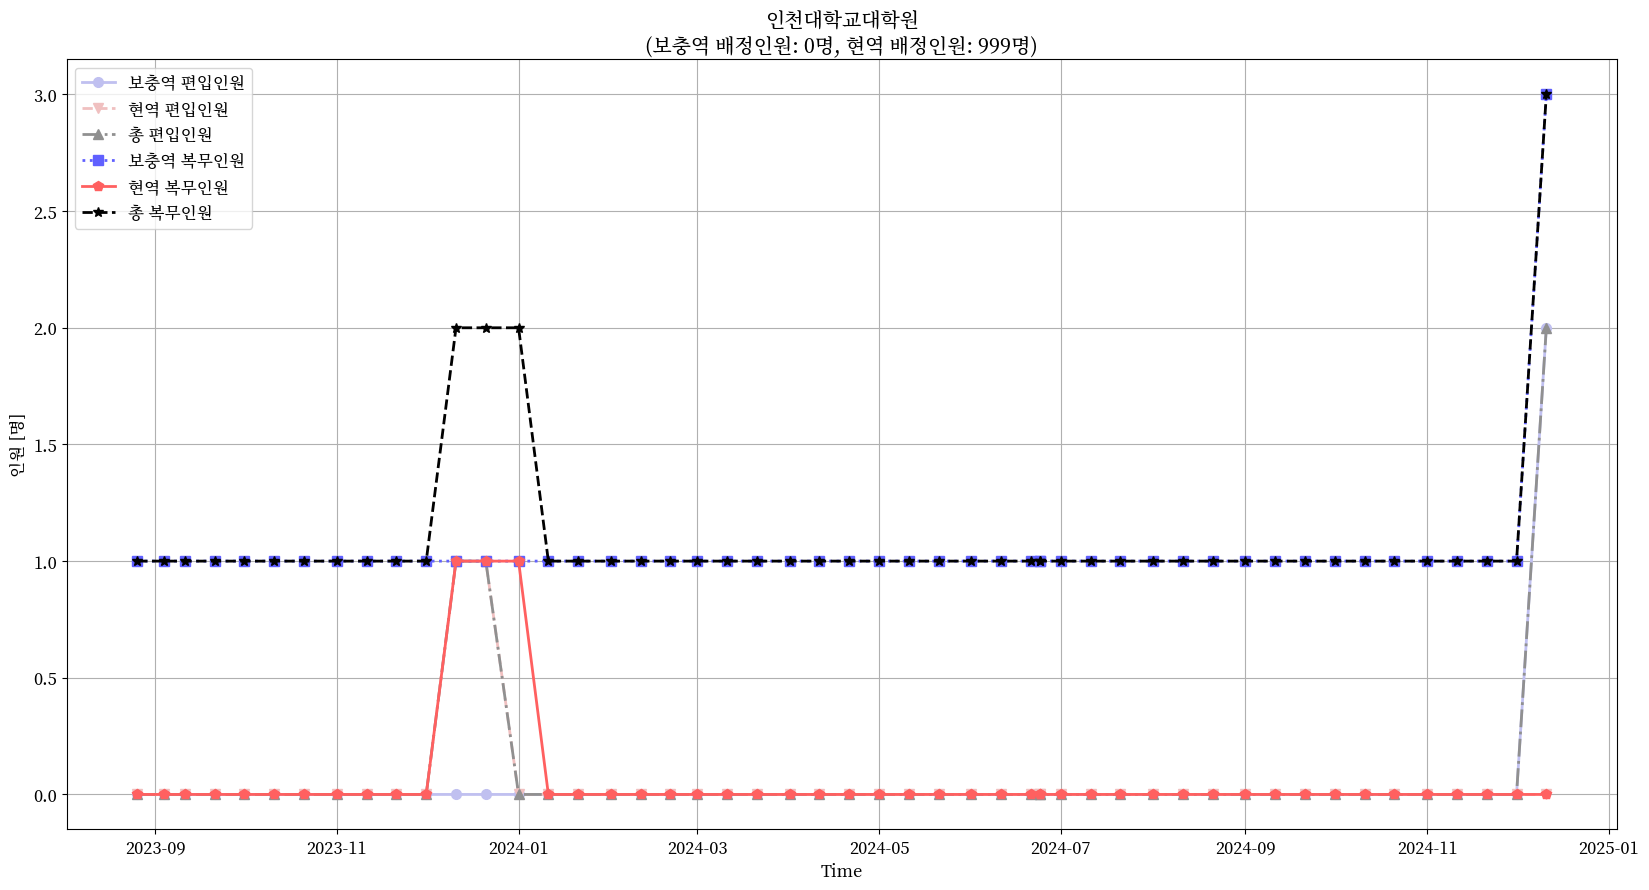 인천대학교대학원
(보충역 배정인원: 0명, 현역 배정인원: 999명)
보충역 편입인원
현역 편입인원
총 편입인원
보충역 복무인원
현역 복무인원
총 복무인원
3.0
2.5
2.0
1.5
1.0
0.5
0.0
인원 [명]
2023-09
2023-11
2024-01
2024-03
2024-05
2024-07
2024-09
2024-11
2025-01
Time